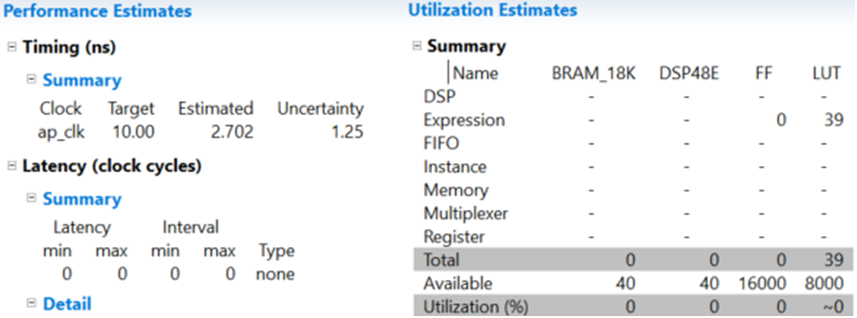 Performance Estimates
Timing (ns)
Summary
Clock Target Estimated Uncertainty
ap_clk 10.00 2.702 1.25
Latency (clock cycles)
Summary
Latency Interval
min max min max Type
0 0 0 0 none
Detail
Utilization Estimates
Summary
Name BRAM_18K DSP48E FF LUT
DSP - - - -
Expression - - 0 39
FIFO - - - -
Instance - - - -
Memory - - - -
Multiplexer - - - -
Register - - - -
Total 0 0 0 39
Available 40 40 16000 8000
Utilization (%) 0 0 0 ~0